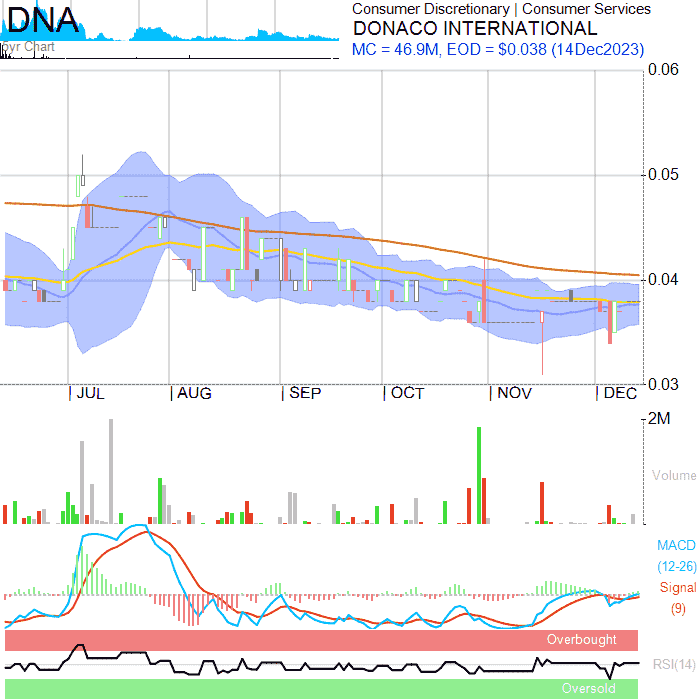 DNA
Consumer Discretionary | Consumer Services
DONACO INTERNATIONAL
MC = 46.9M, EOD = $0.038 (14Dec2023)
5yr Chart
0.06
0.05
0.04
0.03
| JUL | AUG | SEP | OCT | NOV | DEC
2M
Volume
MACD
(12-26)
Signal
(9)
Overbought
RSI(14)
Oversold